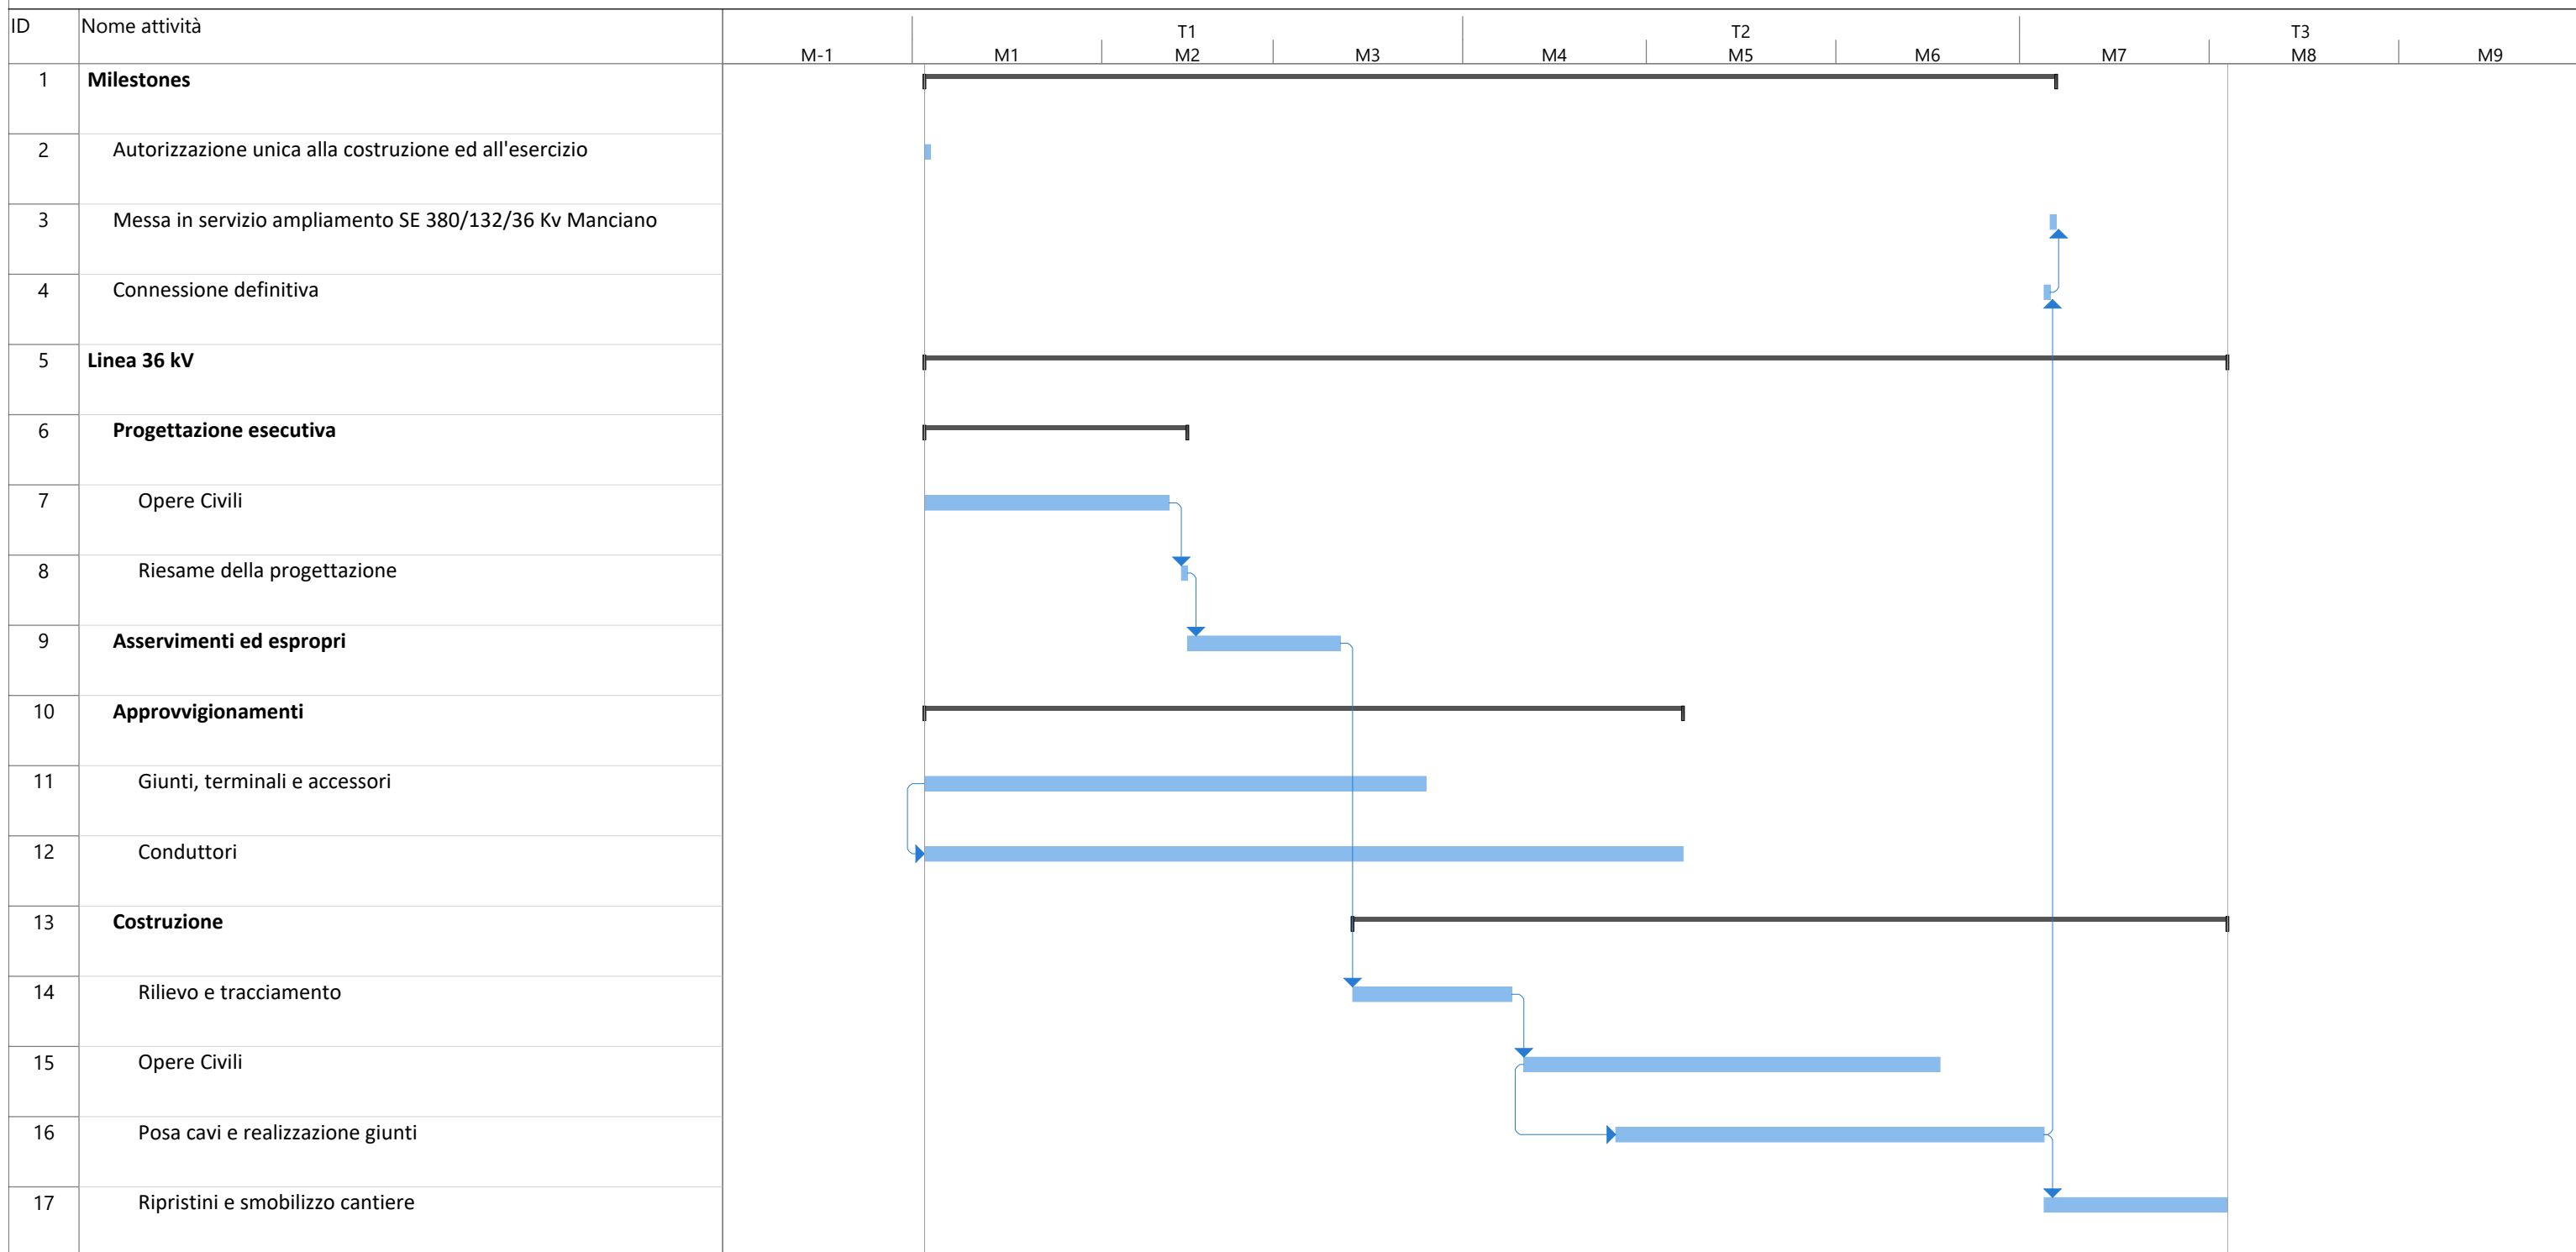 ID Nome attività
T1 T2 T3
M-1 M1 M2 M3 M4 M5 M6 M7 M8 M9
1 Milestones
2 Autorizzazione unica alla costruzione ed all'esercizio
3 Messa in servizio ampliamento SE 380/132/36 Kv Manciano
4 Connessione definitiva
5 Linea 36 kV
6 Progettazione esecutiva
7 Opere Civili
8 Riesame della progettazione
9 Asservimenti ed espropri
10 Approvvigionamenti
11 Giunti, terminali e accessori
12 Conduttori
13 Costruzione
14 Rilievo e tracciamento
15 Opere Civili
16 Posa cavi e realizzazione giunti
17 Ripristini e smobilizzo cantiere